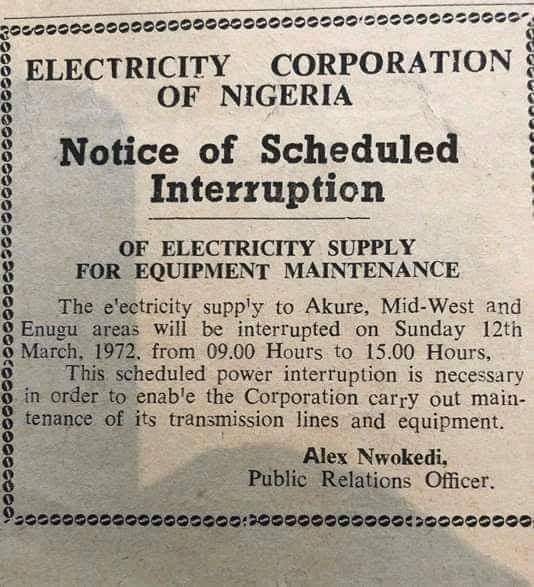 ELECTRICITY CORPORATION
OF NIGERIA
Notice of Scheduled
Interruption
OF ELECTRICITY SUPPLY
FOR EQUIPMENT MAINTENANCE
The e'ectricity supp'y to Akure, Mid-West and
Enugu areas will be interrupted on Sunday 12th
March, 1972, from 09.00 Hours to 15.00 Hours,
This scheduled power interruption is necessary
in order to enab'e the Corporation carry out main-
tenance of its transmission lines and equipment.
Alex Nwokedi,
Public Relations Officer.